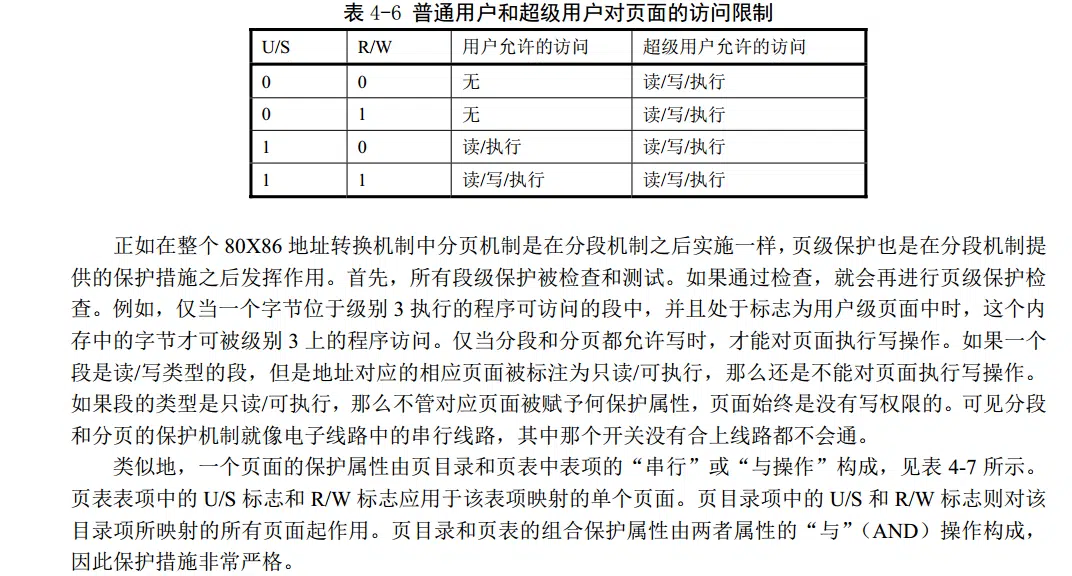 表 4-6 普通用户和超级用户对页面的访问限制
U/S R/W 用户允许的访问 超级用户允许的访问
0 0 无 读/写/执行
0 1 无 读/写/执行
1 0 读/执行 读/写/执行
1 1 读/写/执行 读/写/执行
正如在整个 80X86 地址转换机制中分页机制是在分段机制之后实施一样，页级保护也是在分段机制提
供的保护措施之后发挥作用。首先，所有段级保护被检查和测试。如果通过检查，就会再进行页级保护检
查。例如，仅当一个字节位于级别 3 执行的程序可访问的段中，并且处于标志为用户级页面中时，这个内
存中的字节才可被级别 3 上的程序访问。仅当分段和分页都允许写时，才能对页面执行写操作。如果一个
段是读/写类型的段，但是地址对应的相应页面被标注为只读/可执行，那么还是不能对页面执行写操作。
如果段的类型是只读/可执行，那么不管对应页面被赋予何保护属性，页面始终是没有写权限的。可见分段
和分页的保护机制就像电子线路中的串行线路，其中那个开关没有合上线路都不会通。
类似地，一个页面的保护属性由页目录和页表中表项的“串行”或“与操作”构成，见表 4-7 所示。
页表表项中的 U/S 标志和 R/W 标志应用于该表项映射的单个页面。页目录项中的 U/S 和 R/W 标志则对该
目录项所映射的所有页面起作用。页目录和页表的组合保护属性由两者属性的“与”（AND）操作构成，
因此保护措施非常严格。